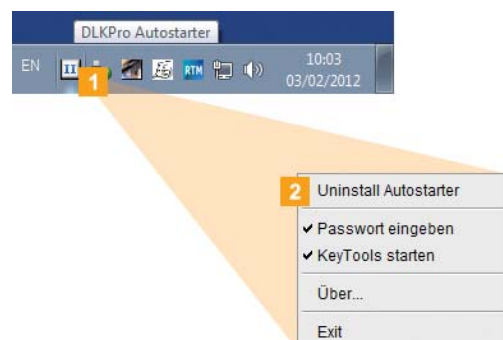 DLKPro Autostarter
EN
II
1
RTM
10:03
03/02/2012
2
Uninstall Autostarter
Passwort eingeben
KeyTools starten
Über...
Exit